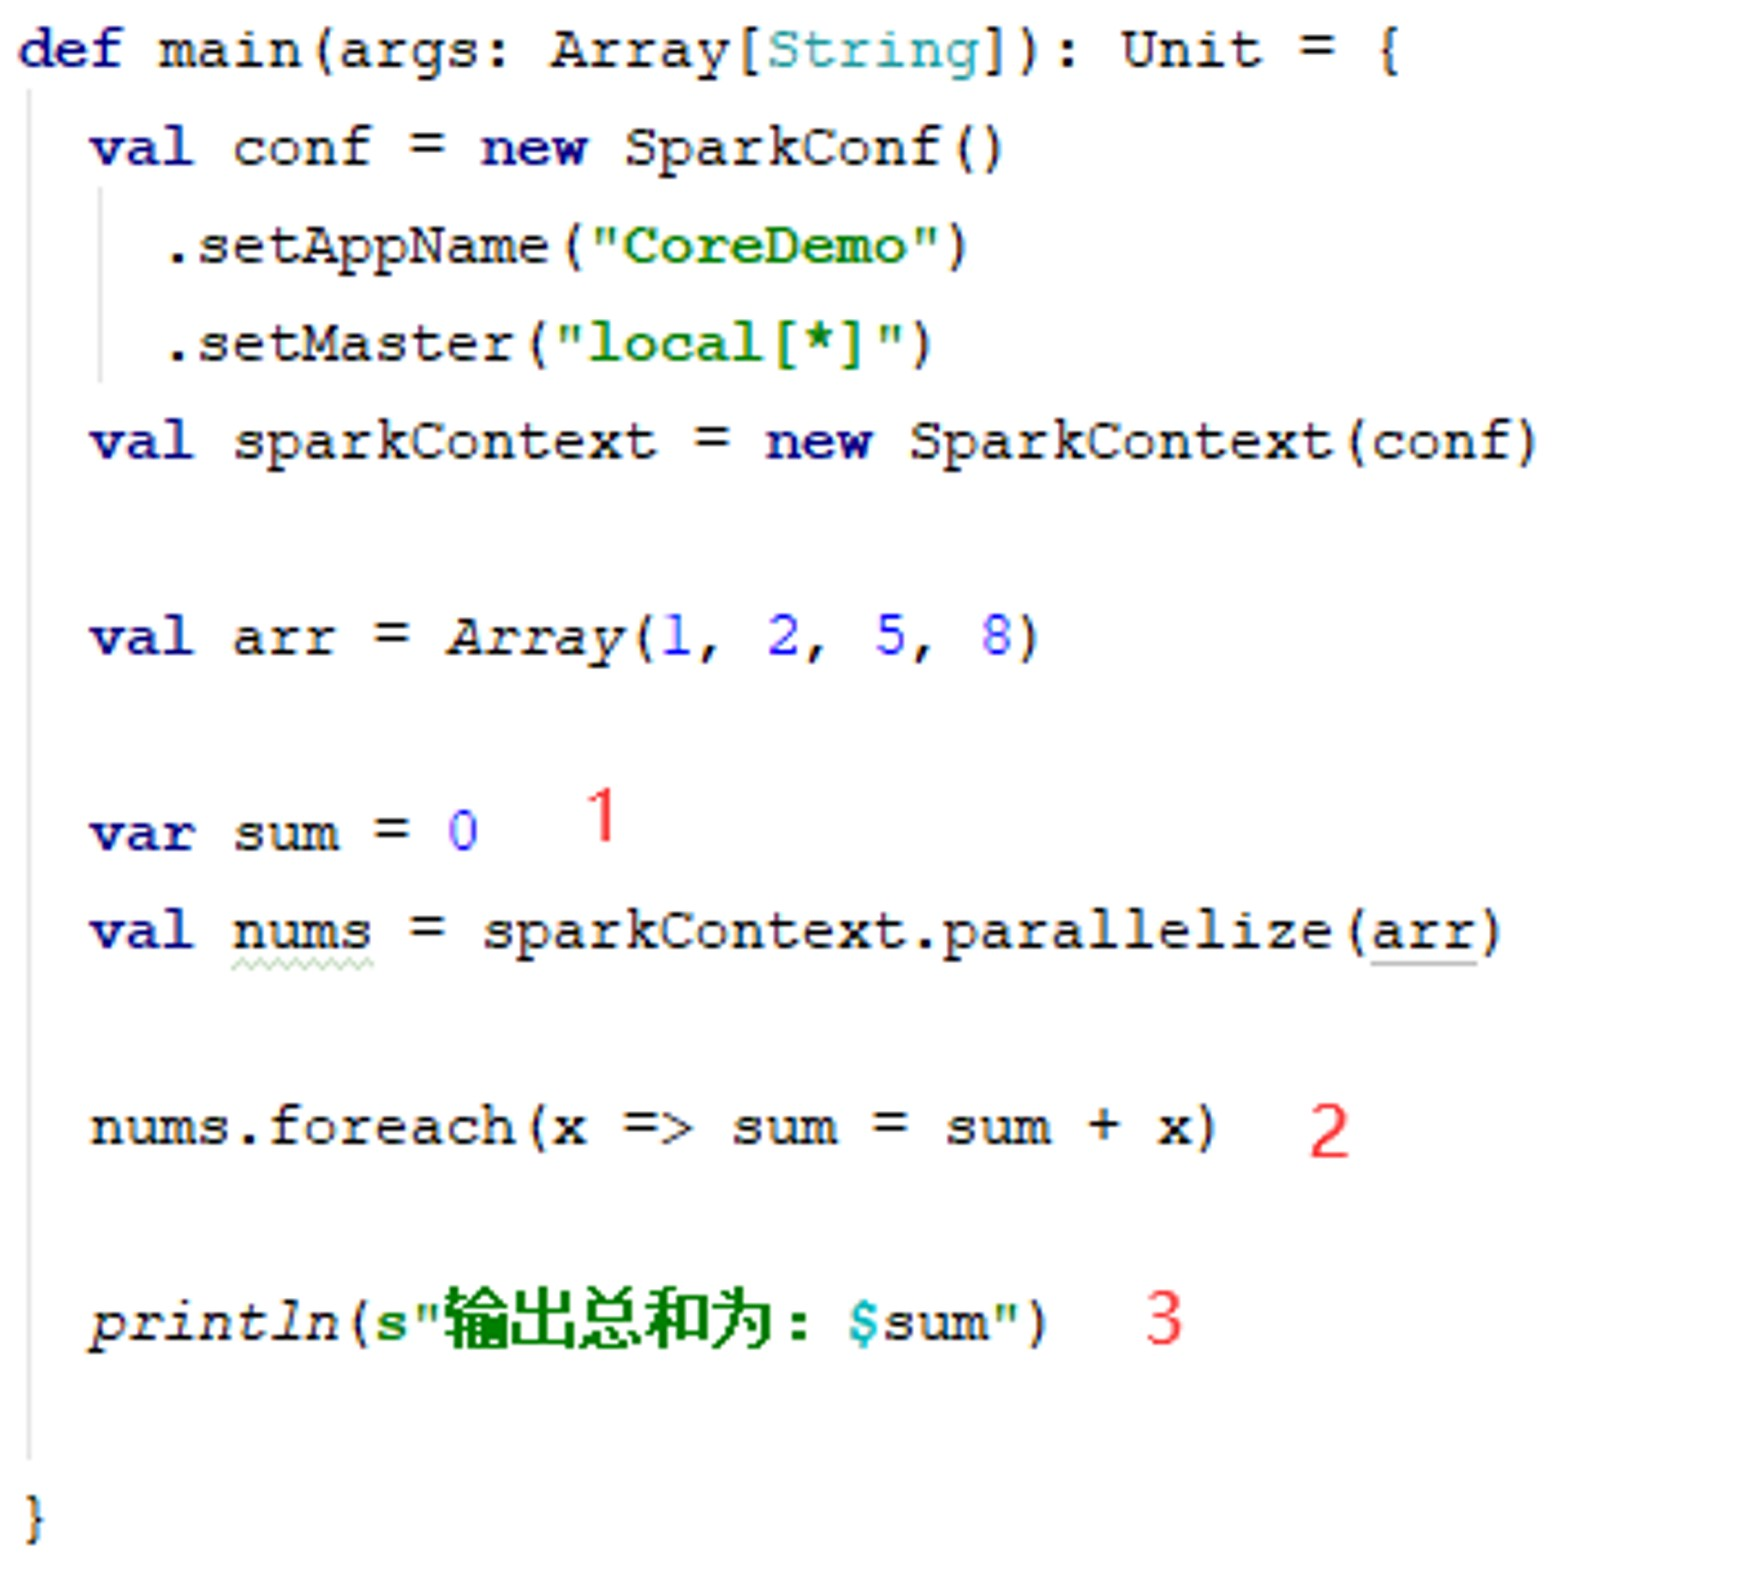 def main(args: Array[String]): Unit = {
val conf = new SparkConf()
.setAppName("CoreDemo")
.setMaster("local[*]")
val sparkContext = new SparkContext(conf)
val arr = Array(1, 2, 5, 8)
var sum = 0 1
val nums = sparkContext.parallelize(arr)
nums.foreach(x => sum = sum + x) 2
println(s"输出总和为: $sum") 3
}